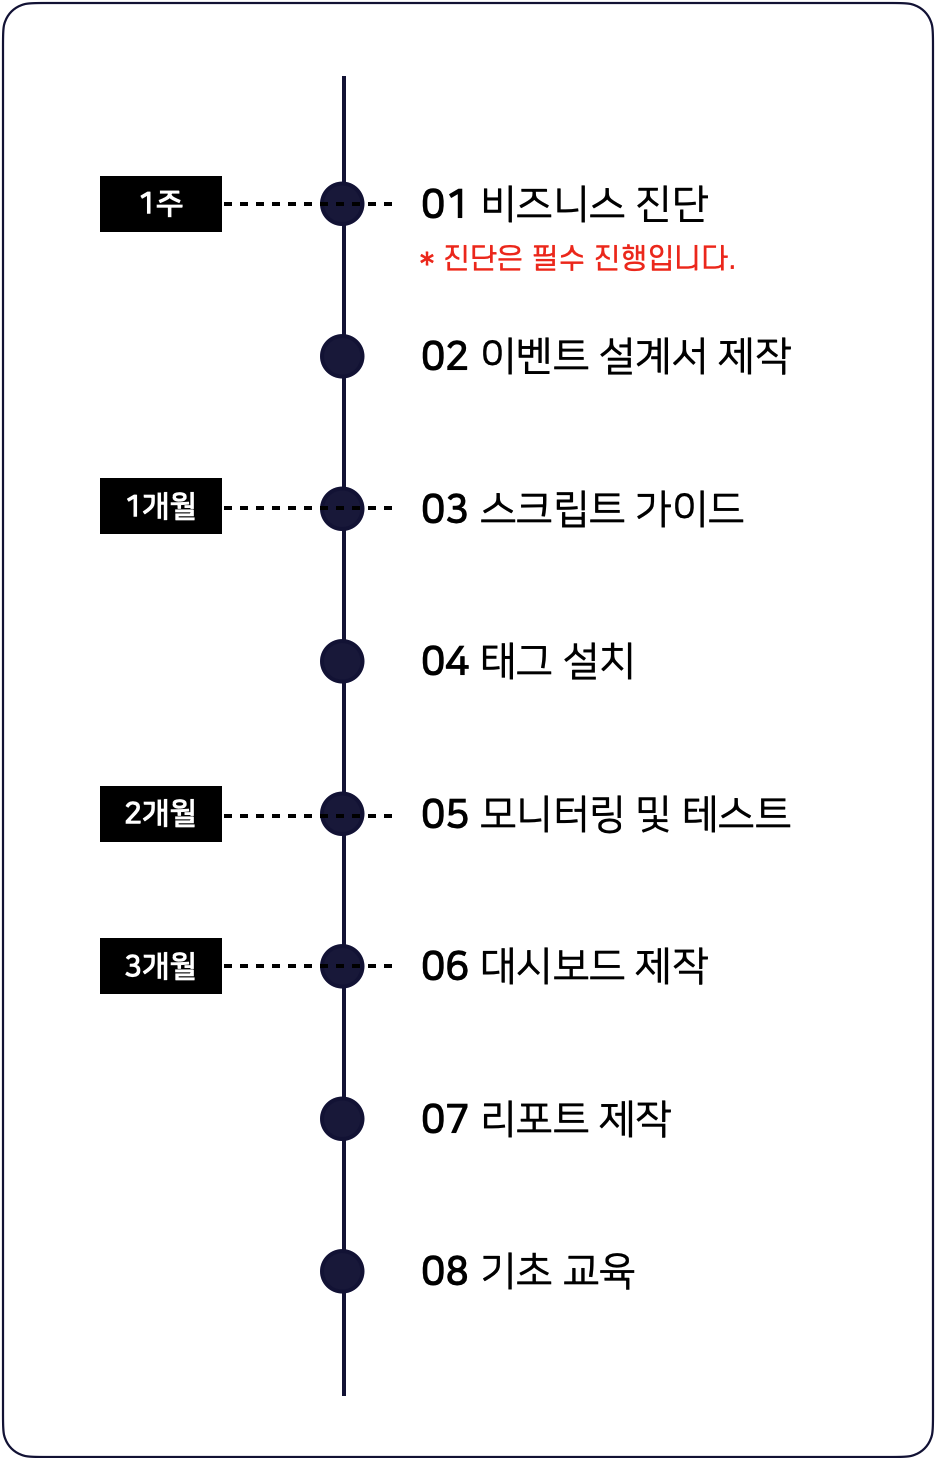 1주
01 비즈니스 진단
* 진단은 필수 진행입니다.
02 이벤트 설계서 제작
1개월
03 스크립트 가이드
04 태그 설치
2개월
05 모니터링 및 테스트
3개월
06 대시보드 제작
07 리포트 제작
08 기초 교육